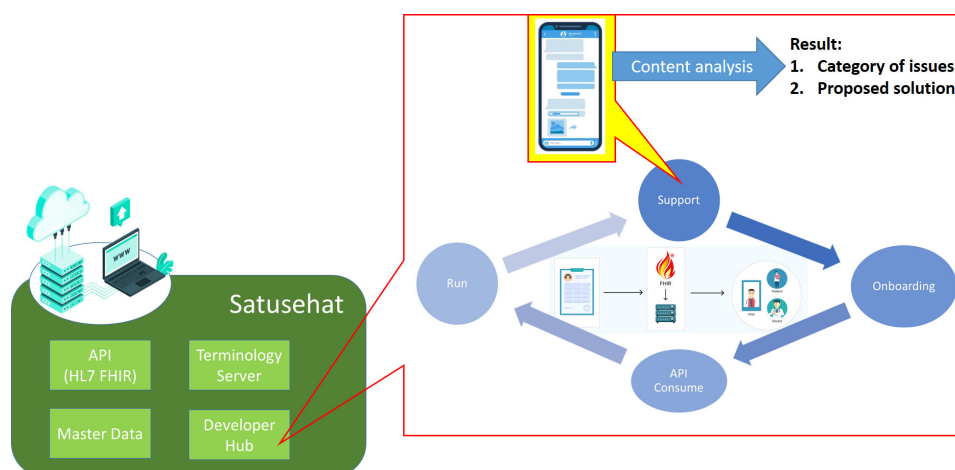 Content analysis
Result:
1. Category of issues
2. Proposed solution
Support
Run
FHIR
Onboarding
API
Consume
www
Satusehat
API
(HL7 FHIR)
Terminology
Server
Master Data
Developer
Hub